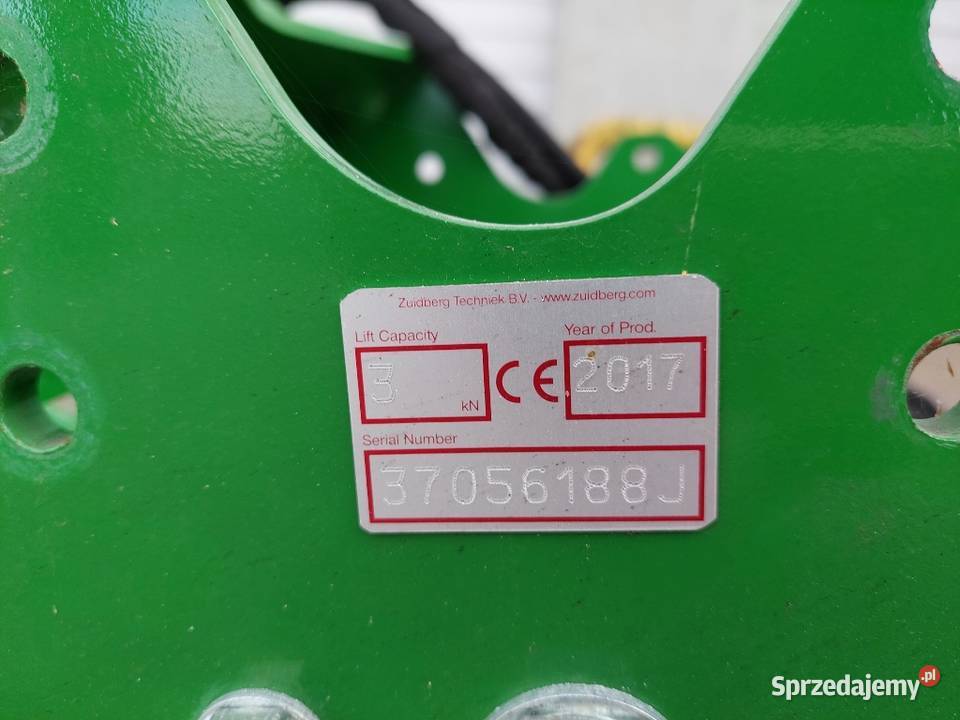 Zuidberg Techniek B.V. - www.zuidberg.com
Lift Capacity
Year of Prod.
3 kN
CE
2017
Serial Number
37056188J
Sprzedajemy.pl